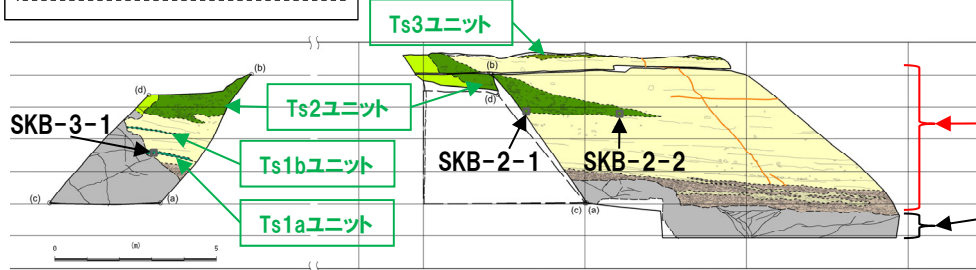 Ts3ユニット
(b)
(b)
(d)
(d)
Ts2ユニット
SKB-3-1
SKB-2-1
SKB-2-2
Ts1bユニット
(c)
(a)
(c)
(a)
Ts1aユニット
0
(m)
5